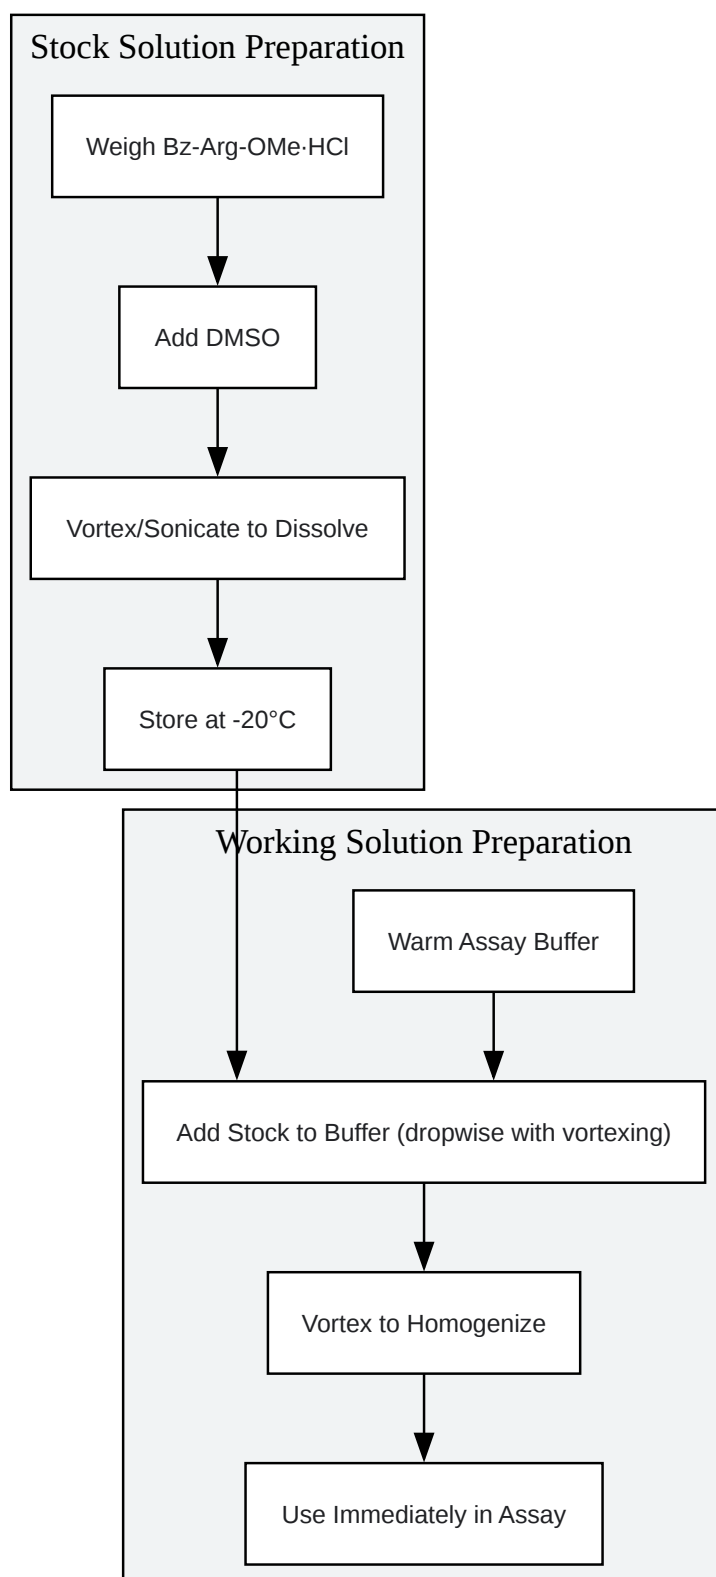 Stock Solution Preparation
Weigh Bz-Arg-OMe·HCl
Add DMSO
Vortex/Sonicate to Dissolve
Store at -20°C
Working Solution Preparation
Warm Assay Buffer
Add Stock to Buffer (dropwise with vortexing)
Vortex to Homogenize
Use Immediately in Assay